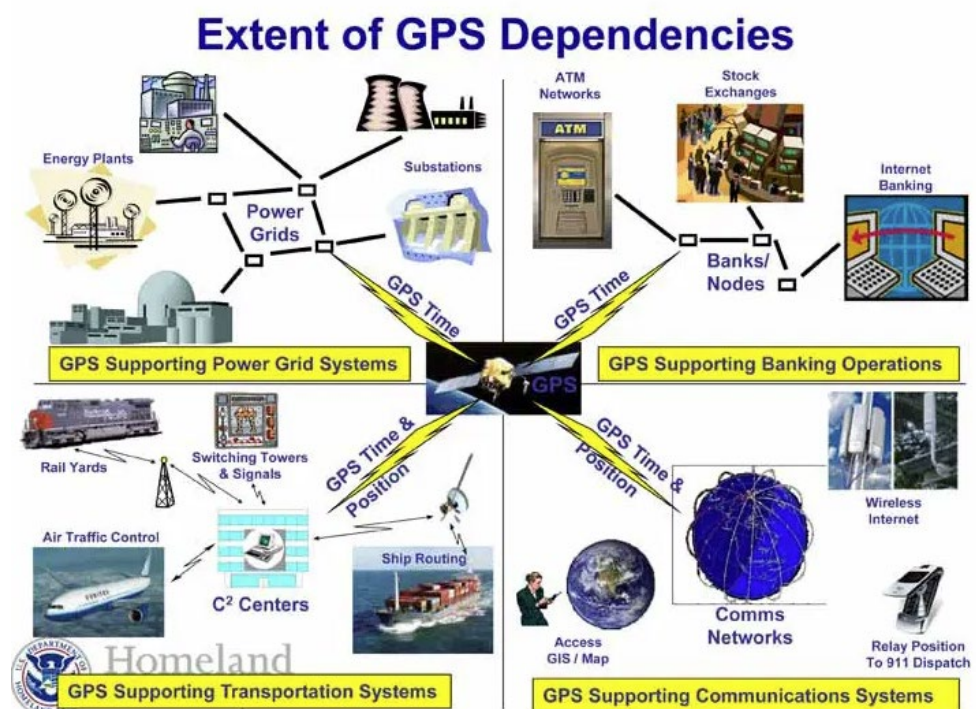 Extent of GPS Dependencies
Energy Plants
Substations
Power
Grids
GPS Time
GPS Supporting Power Grid Systems
ATM
Networks
ATM
Stock
Exchanges
Internet
Banking
Banks/
Nodes
GPS Time
GPS Supporting Banking Operations
GPS
Rail Yards
Switching Towers
& Signals
GPS Time &
Position
Air Traffic Control
C² Centers
Ship Routing
Homeland
GPS Supporting Transportation Systems
GPS Time &
Position
Wireless
Internet
Access
GIS / Map
Comms
Networks
Relay Position
To 911 Dispatch
GPS Supporting Communications Systems